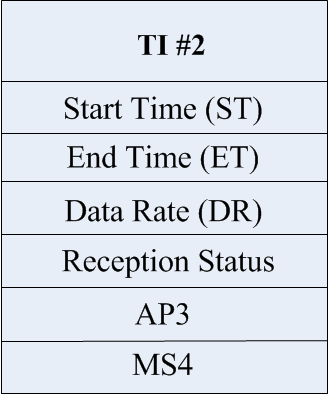 TI #2
Start Time (ST)
End Time (ET)
Data Rate (DR)
Reception Status
AP3
MS4